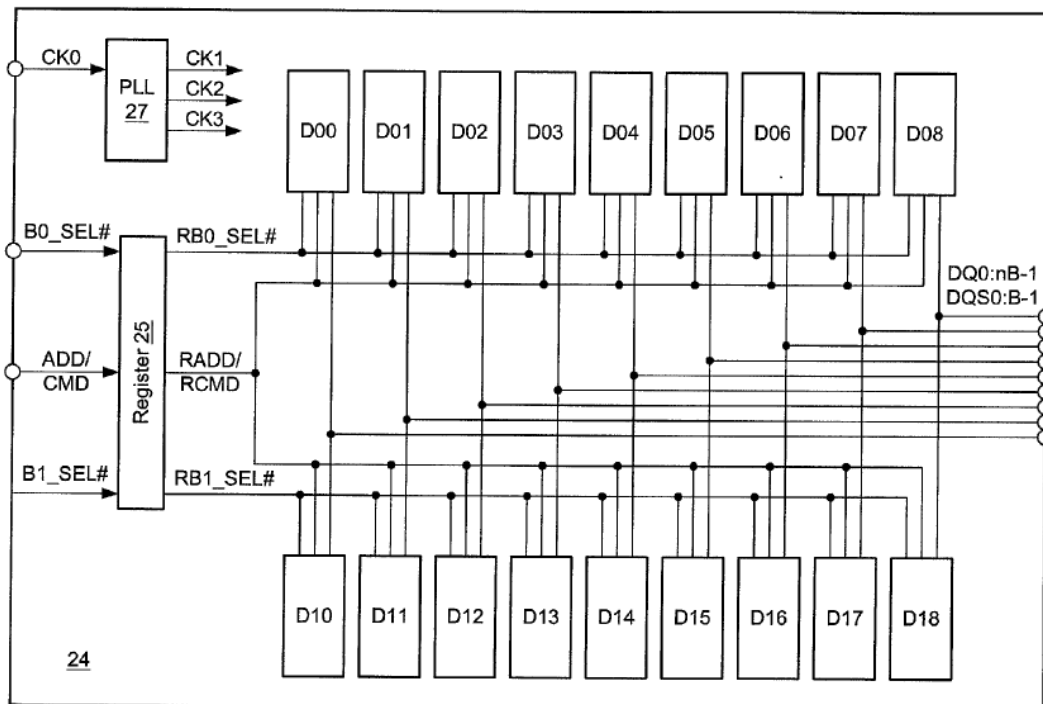 CK0
PLL
27
CK1
CK2
CK3
D00 D01 D02 D03 D04 D05 D06 D07 D08
B0_SEL#
RB0_SEL#
DQ0:nB-1
DQS0:B-1
ADD/
CMD
Register 25
RADD/
RCMD
B1_SEL#
RB1_SEL#
D10 D11 D12 D13 D14 D15 D16 D17 D18
24